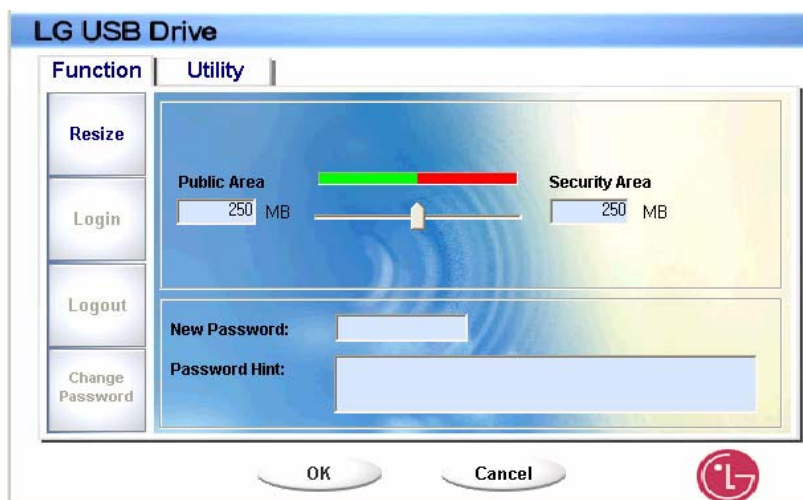 LG USB Drive
Function Utility
Resize
Login
Logout
Change
Password
Public Area Security Area
250 MB 250 MB
New Password:
Password Hint:
OK Cancel